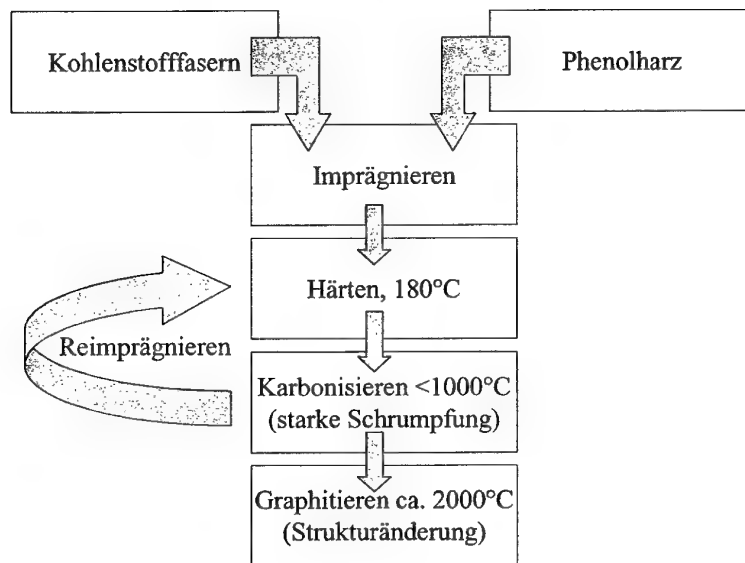 Kohlenstofffasern
Phenolharz
Imprägnieren
Härten, 180°C
Reimprägnieren
Karbonisieren <1000°C
(starke Schrumpfung)
Graphitieren ca. 2000°C
(Strukturänderung)